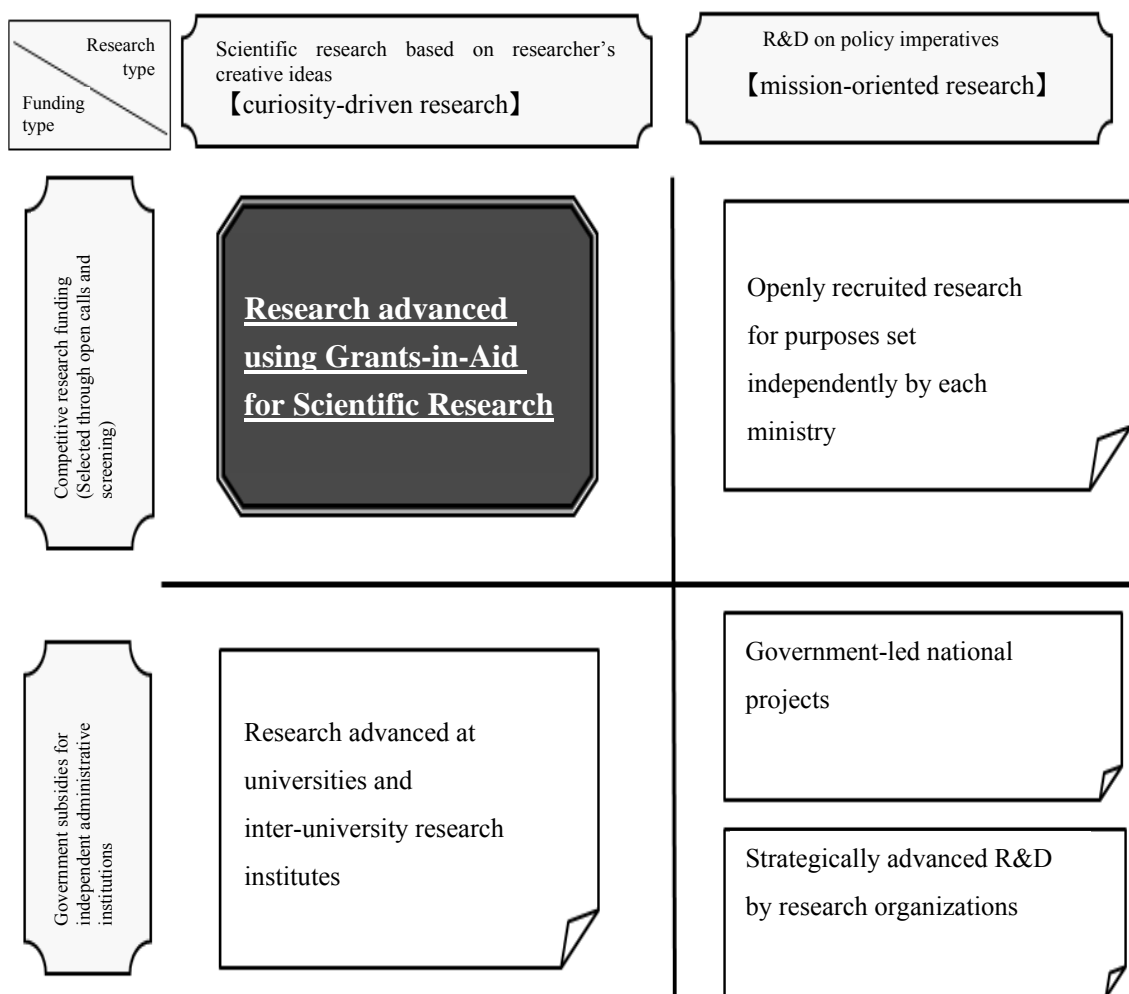 Research
type
Funding
type
Scientific research based on researcher’s
creative ideas
【curiosity-driven research】
R&D on policy imperatives
【mission-oriented research】
Competitive research funding
(Selected through open calls and
screening)
Research advanced
using Grants-in-Aid
for Scientific Research
Openly recruited research
for purposes set
independently by each
ministry
Government subsidies for
independent administrative
institutions
Research advanced at
universities and
inter-university research
institutes
Government-led national
projects
Strategically advanced R&D
by research organizations